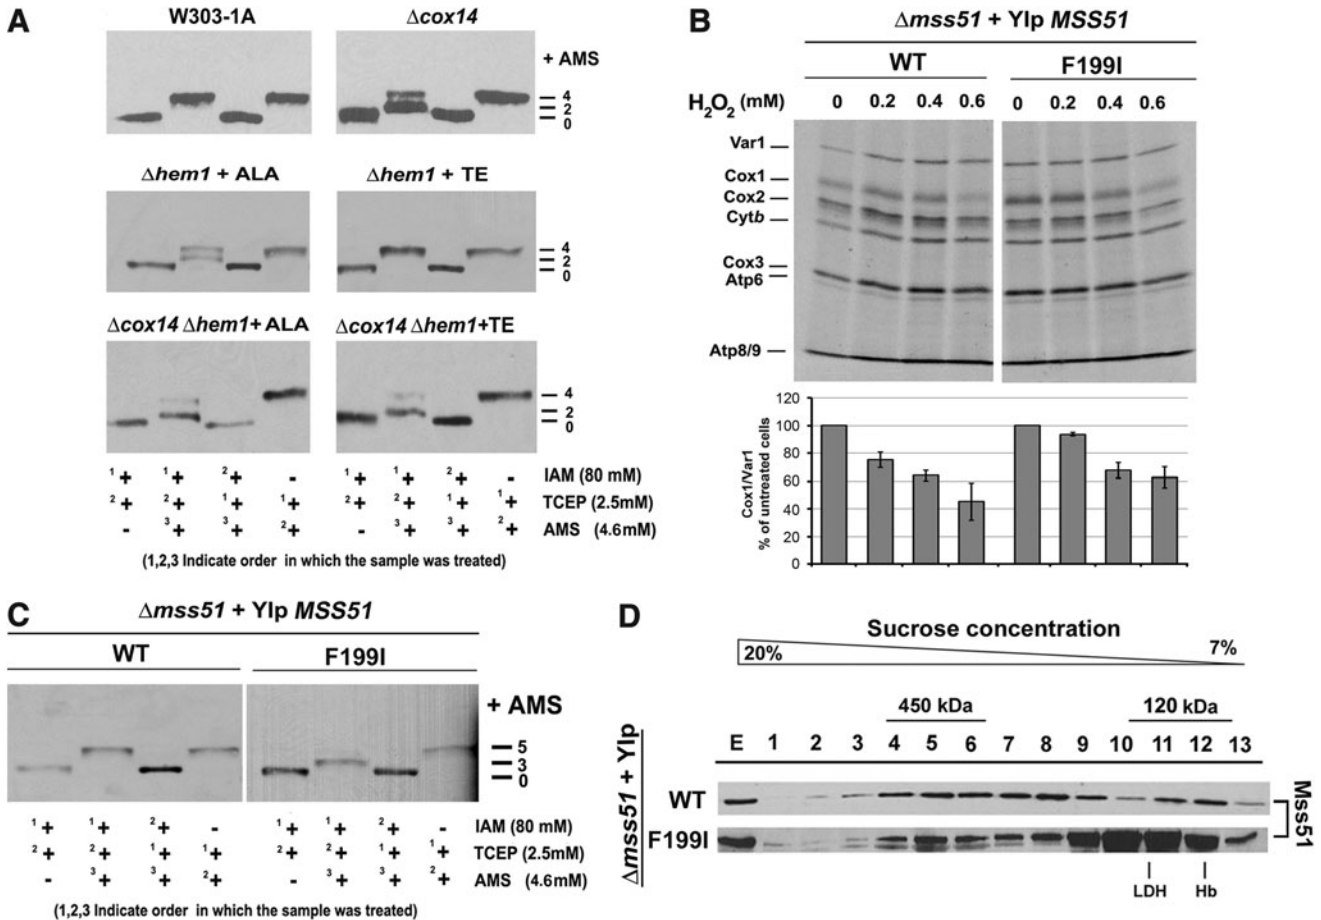 A
W303-1A
Δcox14
+ AMS
4
2
0
Δhem1 + ALA
Δhem1 + TE
4
2
0
Δcox14 Δhem1+ ALA
Δcox14 Δhem1+TE
4
2
0
1+ 1+ 2+ - 1+ 1+ 2+ - IAM (80 mM)
2+ 2+ 1+ 1+ 2+ 2+ 1+ 1+ TCEP (2.5mM)
- 3+ 3+ 2+ - 3+ 3+ 2+ AMS (4.6mM)
(1,2,3 Indicate order in which the sample was treated)
B
Δmss51 + YIp MSS51
WT
F199I
H2O2 (mM) 0 0.2 0.4 0.6 0 0.2 0.4 0.6
Var1
Cox1
Cox2
Cytb
Cox3
Atp6
Atp8/9
Cox1/Var1
% of untreated cells
120
100
80
60
40
20
0
C
Δmss51 + YIp MSS51
WT
F199I
+ AMS
5
3
0
1+ 1+ 2+ - 1+ 1+ 2+ - IAM (80 mM)
2+ 2+ 1+ 1+ 2+ 2+ 1+ 1+ TCEP (2.5mM)
- 3+ 3+ 2+ - 3+ 3+ 2+ AMS (4.6mM)
(1,2,3 Indicate order in which the sample was treated)
D
Sucrose concentration
20%
7%
450 kDa
120 kDa
E 1 2 3 4 5 6 7 8 9 10 11 12 13
Δmss51 + YIp
WT
F199I
Mss51
LDH
Hb